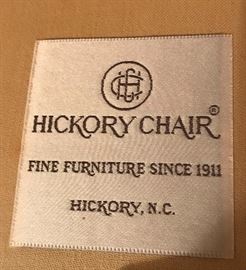 HICKORY CHAIR®
FINE FURNITURE SINCE 1911
HICKORY, N.C.